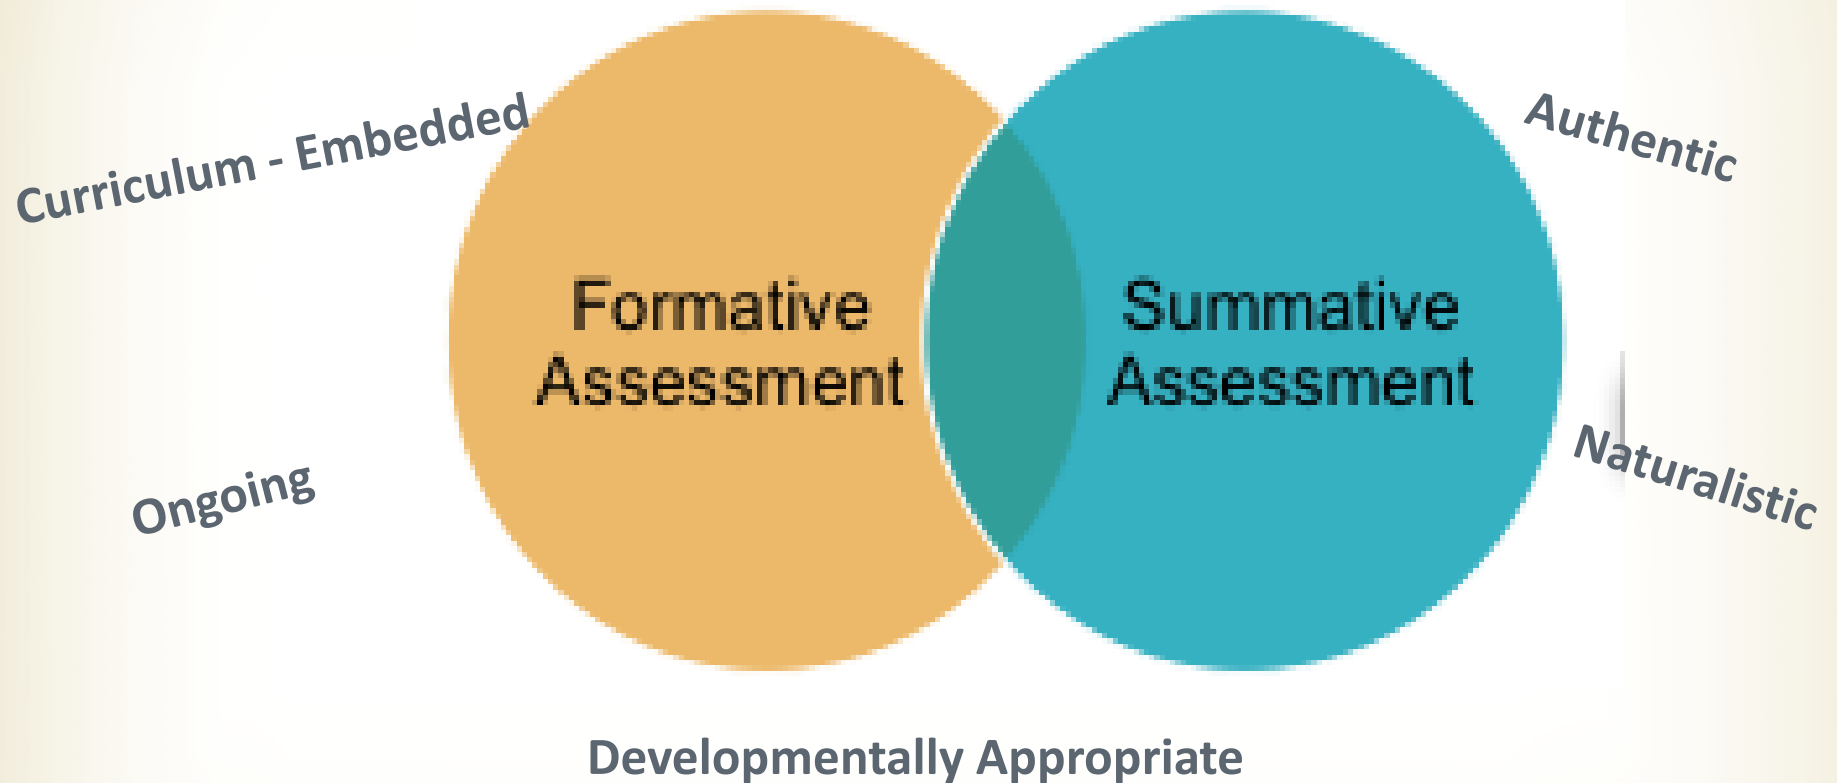 Curriculum - Embedded
Authentic
Formative
Assessment
Summative
Assessment
Ongoing
Naturalistic
Developmentally Appropriate